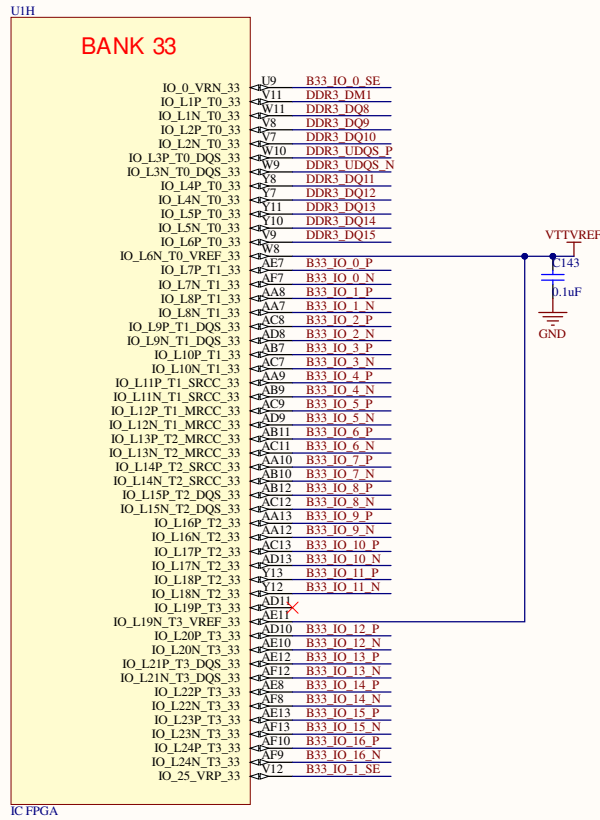 U1H
BANK 33
IO_0_VRN_33 U9 B33_IO_0_SE
IO_L1P_T0_33 V11 DDR3_DM1
IO_L1N_T0_33 W11 DDR3_DQ8
IO_L2P_T0_33 V8 DDR3_DQ9
IO_L2N_T0_33 V7 DDR3_DQ10
IO_L3P_T0_DQS_33 W10 DDR3_UDQS_P
IO_L3N_T0_DQS_33 W9 DDR3_UDQS_N
IO_L4P_T0_33 Y8 DDR3_DQ11
IO_L4N_T0_33 Y7 DDR3_DQ12
IO_L5P_T0_33 Y11 DDR3_DQ13
IO_L5N_T0_33 Y10 DDR3_DQ14
IO_L6P_T0_33 V9 DDR3_DQ15
IO_L6N_T0_VREF_33 W8
VTTVREF
IO_L7P_T1_33 AE7 B33_IO_0_P
C143
IO_L7N_T1_33 AF7 B33_IO_0_N
IO_L8P_T1_33 AA8 B33_IO_1_P
0.1uF
IO_L8N_T1_33 AA7 B33_IO_1_N
IO_L9P_T1_DQS_33 AC8 B33_IO_2_P
IO_L9N_T1_DQS_33 AD8 B33_IO_2_N
GND
IO_L10P_T1_33 AB7 B33_IO_3_P
IO_L10N_T1_33 AC7 B33_IO_3_N
IO_L11P_T1_SRCC_33 AA9 B33_IO_4_P
IO_L11N_T1_SRCC_33 AB9 B33_IO_4_N
IO_L12P_T1_MRCC_33 AC9 B33_IO_5_P
IO_L12N_T1_MRCC_33 AD9 B33_IO_5_N
IO_L13P_T2_MRCC_33 AB11 B33_IO_6_P
IO_L13N_T2_MRCC_33 AC11 B33_IO_6_N
IO_L14P_T2_SRCC_33 AA10 B33_IO_7_P
IO_L14N_T2_SRCC_33 AB10 B33_IO_7_N
IO_L15P_T2_DQS_33 AB12 B33_IO_8_P
IO_L15N_T2_DQS_33 AC12 B33_IO_8_N
IO_L16P_T2_33 AA13 B33_IO_9_P
IO_L16N_T2_33 AA12 B33_IO_9_N
IO_L17P_T2_33 AC13 B33_IO_10_P
IO_L17N_T2_33 AD13 B33_IO_10_N
IO_L18P_T2_33 Y13 B33_IO_11_P
IO_L18N_T2_33 Y12 B33_IO_11_N
IO_L19P_T3_33 AD11
IO_L19N_T3_VREF_33 AE11
IO_L20P_T3_33 AD10 B33_IO_12_P
IO_L20N_T3_33 AE10 B33_IO_12_N
IO_L21P_T3_DQS_33 AE12 B33_IO_13_P
IO_L21N_T3_DQS_33 AF12 B33_IO_13_N
IO_L22P_T3_33 AE8 B33_IO_14_P
IO_L22N_T3_33 AF8 B33_IO_14_N
IO_L23P_T3_33 AE13 B33_IO_15_P
IO_L23N_T3_33 AF13 B33_IO_15_N
IO_L24P_T3_33 AF10 B33_IO_16_P
IO_L24N_T3_33 AF9 B33_IO_16_N
IO_25_VRP_33 V12 B33_IO_1_SE
IC FPGA